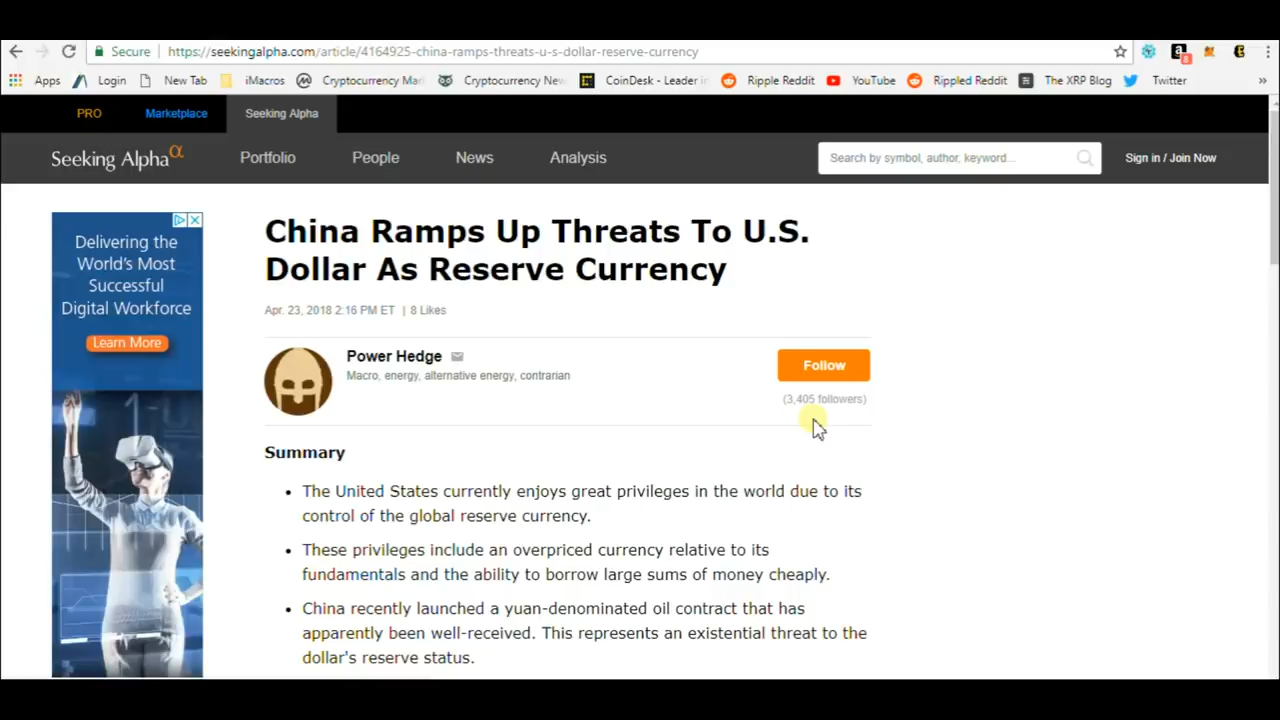 Secure https://seekingalpha.com/article/4164925-china-ramps-threats-u-s-dollar-reserve-currency
Apps Login New Tab iMacros Cryptocurrency Mar Cryptocurrency New CoinDesk - Leader in Ripple Reddit YouTube Rippled Reddit The XRP Blog Twitter »
PRO Marketplace Seeking Alpha
Seeking Alpha α Portfolio People News Analysis Search by symbol, author, keyword... Sign in / Join Now
Delivering the
World's Most
Successful
Digital Workforce
Learn More
China Ramps Up Threats To U.S.
Dollar As Reserve Currency
Apr. 23, 2018 2:16 PM ET | 8 Likes
Power Hedge
Macro, energy, alternative energy, contrarian
Follow
(3,405 followers)
Summary
• The United States currently enjoys great privileges in the world due to its
control of the global reserve currency.
• These privileges include an overpriced currency relative to its
fundamentals and the ability to borrow large sums of money cheaply.
• China recently launched a yuan-denominated oil contract that has
apparently been well-received. This represents an existential threat to the
dollar's reserve status.